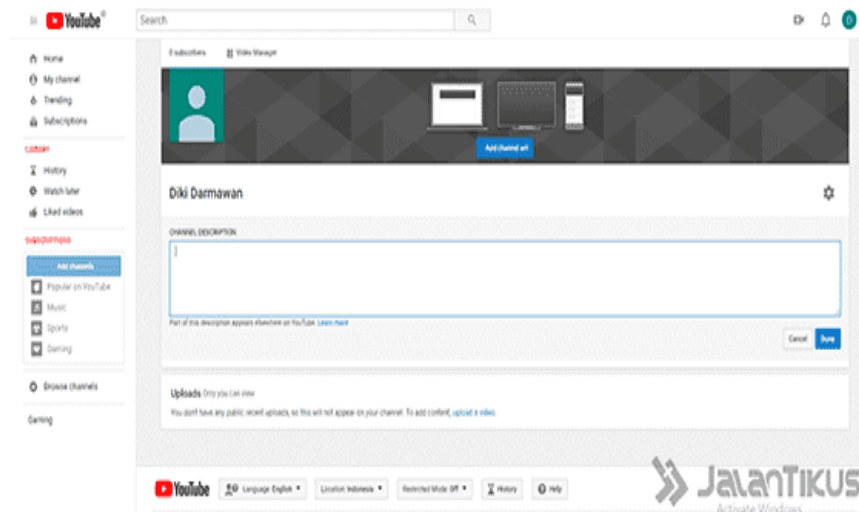 YouTube
Search
D
0 subscribers Video Manager
Home
My channel
Trending
Subscriptions
LIBRARY
History
Watch later
Liked videos
SUBSCRIPTIONS
Add channels
Popular on YouTube
Music
Sports
Gaming
Browse channels
Gaming
Add channel art
Diki Darmawan
CHANNEL DESCRIPTION
Part of this description appears elsewhere on YouTube. Learn more
Cancel Done
Uploads Only you can view
You don't have any public recent uploads, so this will not appear on your channel. To add content, upload a video.
YouTube Language: English Location: Indonesia Restricted Mode: Off History Help
JALANTIKUS
Activate Windows